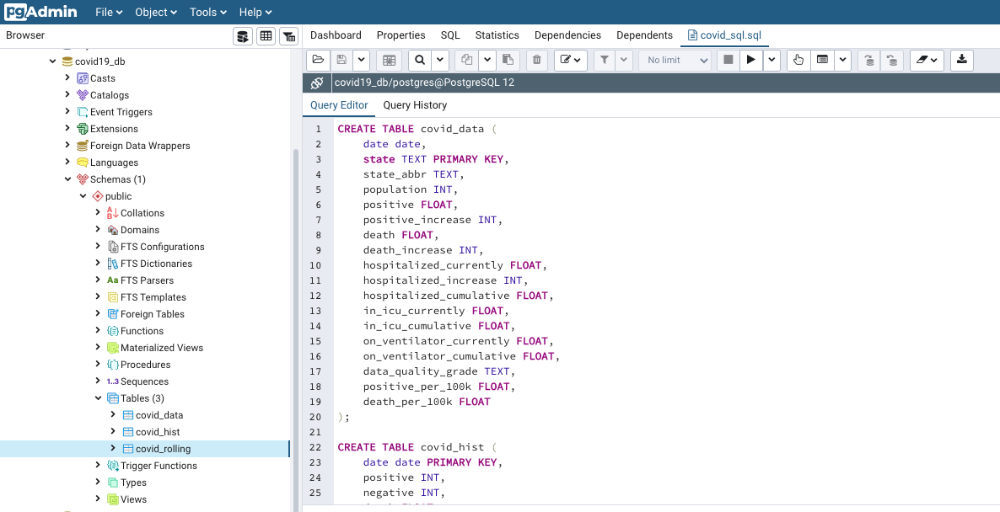 pgAdmin File Object Tools Help
Browser
Dashboard Properties SQL Statistics Dependencies Dependents covid_sql.sql
No limit
covid19_db/postgres@PostgreSQL 12
Query Editor Query History
covid19_db
Casts
Catalogs
Event Triggers
Extensions
Foreign Data Wrappers
Languages
Schemas (1)
public
Collations
Domains
FTS Configurations
FTS Dictionaries
Aa FTS Parsers
FTS Templates
Foreign Tables
Functions
Materialized Views
Procedures
1..3 Sequences
Tables (3)
covid_data
covid_hist
covid_rolling
Trigger Functions
Types
Views
1 CREATE TABLE covid_data (
2 date date,
3 state TEXT PRIMARY KEY,
4 state_abbr TEXT,
5 population INT,
6 positive FLOAT,
7 positive_increase INT,
8 death FLOAT,
9 death_increase INT,
10 hospitalized_currently FLOAT,
11 hospitalized_increase INT,
12 hospitalized_cumulative FLOAT,
13 in_icu_currently FLOAT,
14 in_icu_cumulative FLOAT,
15 on_ventilator_currently FLOAT,
16 on_ventilator_cumulative FLOAT,
17 data_quality_grade TEXT,
18 positive_per_100k FLOAT,
19 death_per_100k FLOAT
20 );
21
22 CREATE TABLE covid_hist (
23 date date PRIMARY KEY,
24 positive INT,
25 negative INT,